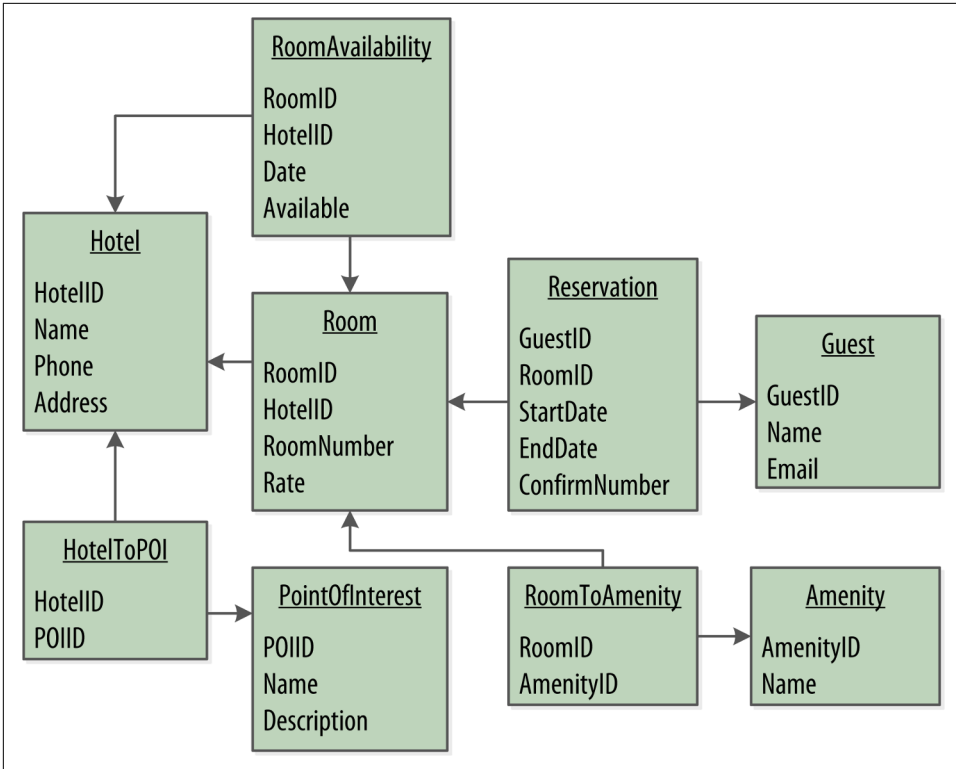 RoomAvailability
RoomID
HotelID
Date
Available
Hotel
HotelID
Name
Phone
Address
Room
RoomID
HotelID
RoomNumber
Rate
Reservation
GuestID
RoomID
StartDate
EndDate
ConfirmNumber
Guest
GuestID
Name
Email
HotelToPOI
HotelID
POIID
PointOfInterest
POIID
Name
Description
RoomToAmenity
RoomID
AmenityID
Amenity
AmenityID
Name